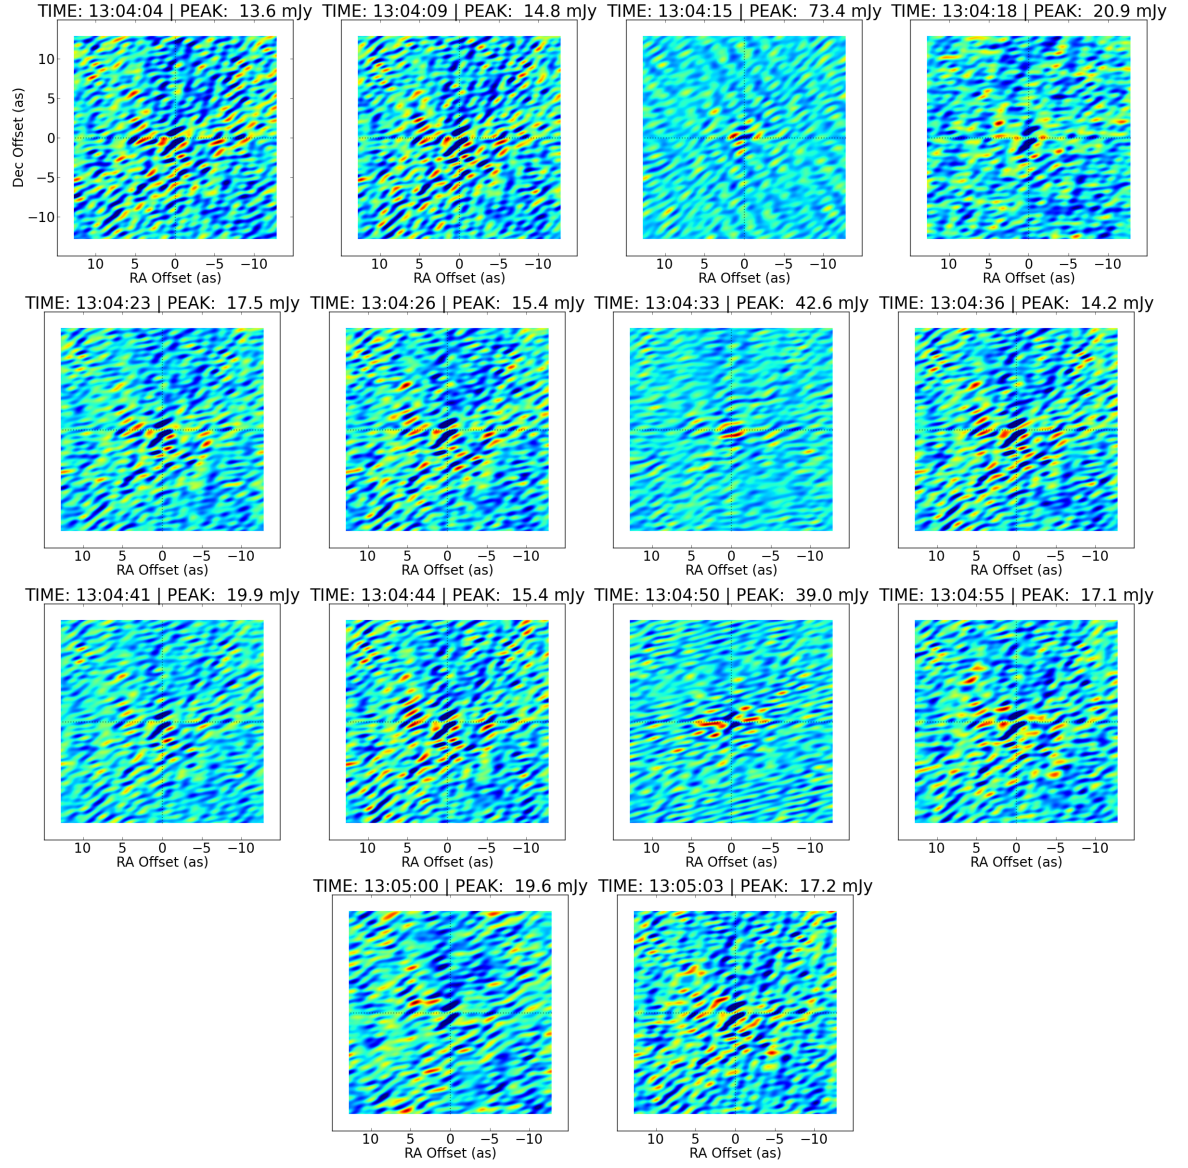 TIME: 13:04:04 | PEAK: 13.6 mJy
TIME: 13:04:09 | PEAK: 14.8 mJy
TIME: 13:04:15 | PEAK: 73.4 mJy
TIME: 13:04:18 | PEAK: 20.9 mJy
Dec Offset (as)
10
5
0
−5
−10
10 5 0 −5 −10
10 5 0 −5 −10
10 5 0 −5 −10
10 5 0 −5 −10
RA Offset (as)
RA Offset (as)
RA Offset (as)
RA Offset (as)
TIME: 13:04:23 | PEAK: 17.5 mJy
TIME: 13:04:26 | PEAK: 15.4 mJy
TIME: 13:04:33 | PEAK: 42.6 mJy
TIME: 13:04:36 | PEAK: 14.2 mJy
10 5 0 −5 −10
10 5 0 −5 −10
10 5 0 −5 −10
10 5 0 −5 −10
RA Offset (as)
RA Offset (as)
RA Offset (as)
RA Offset (as)
TIME: 13:04:41 | PEAK: 19.9 mJy
TIME: 13:04:44 | PEAK: 15.4 mJy
TIME: 13:04:50 | PEAK: 39.0 mJy
TIME: 13:04:55 | PEAK: 17.1 mJy
10 5 0 −5 −10
10 5 0 −5 −10
10 5 0 −5 −10
10 5 0 −5 −10
RA Offset (as)
RA Offset (as)
RA Offset (as)
RA Offset (as)
TIME: 13:05:00 | PEAK: 19.6 mJy
TIME: 13:05:03 | PEAK: 17.2 mJy
10 5 0 −5 −10
10 5 0 −5 −10
RA Offset (as)
RA Offset (as)